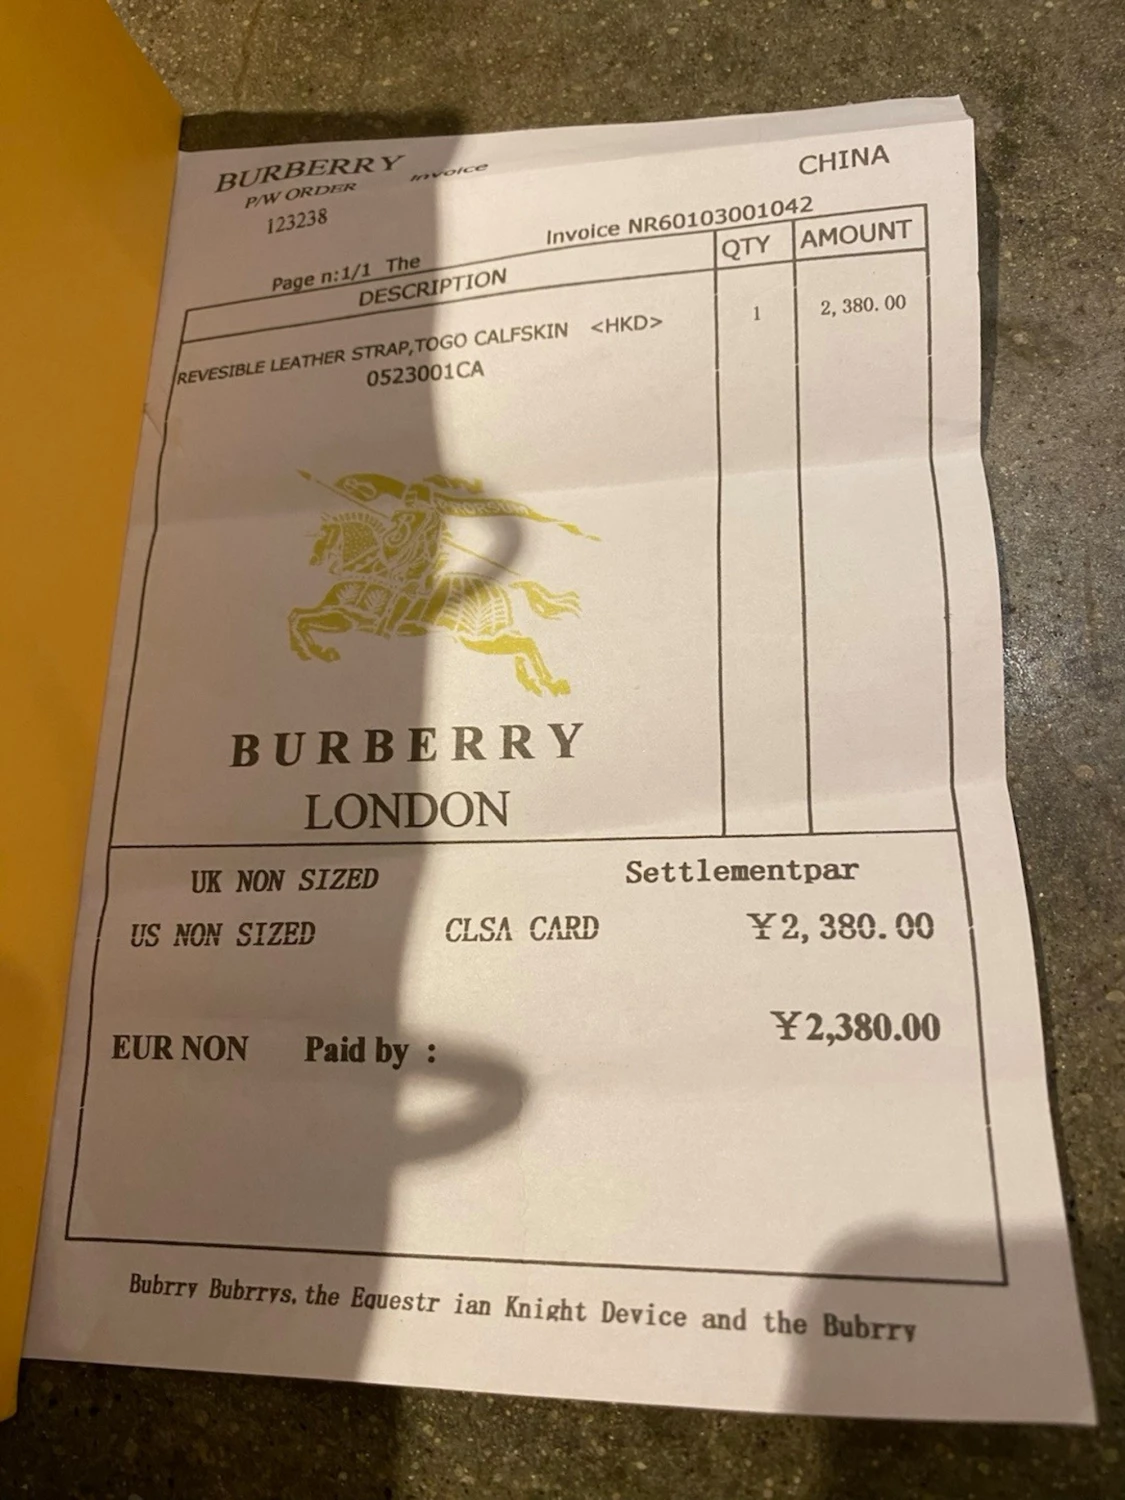 BURBERRY Invoice
CHINA
P/W ORDER
123238
Invoice NR60103001042
Page n:1/1 The
DESCRIPTION QTY AMOUNT
REVESIBLE LEATHER STRAP,TOGO CALFSKIN <HKD> 1 2,380.00
0523001CA
BURBERRY
LONDON
UK NON SIZED Settlementpar
US NON SIZED CLSA CARD ¥2,380.00
EUR NON Paid by : ¥2,380.00
Bubrry Bubrrys, the Equestr ian Knight Device and the Bubrry